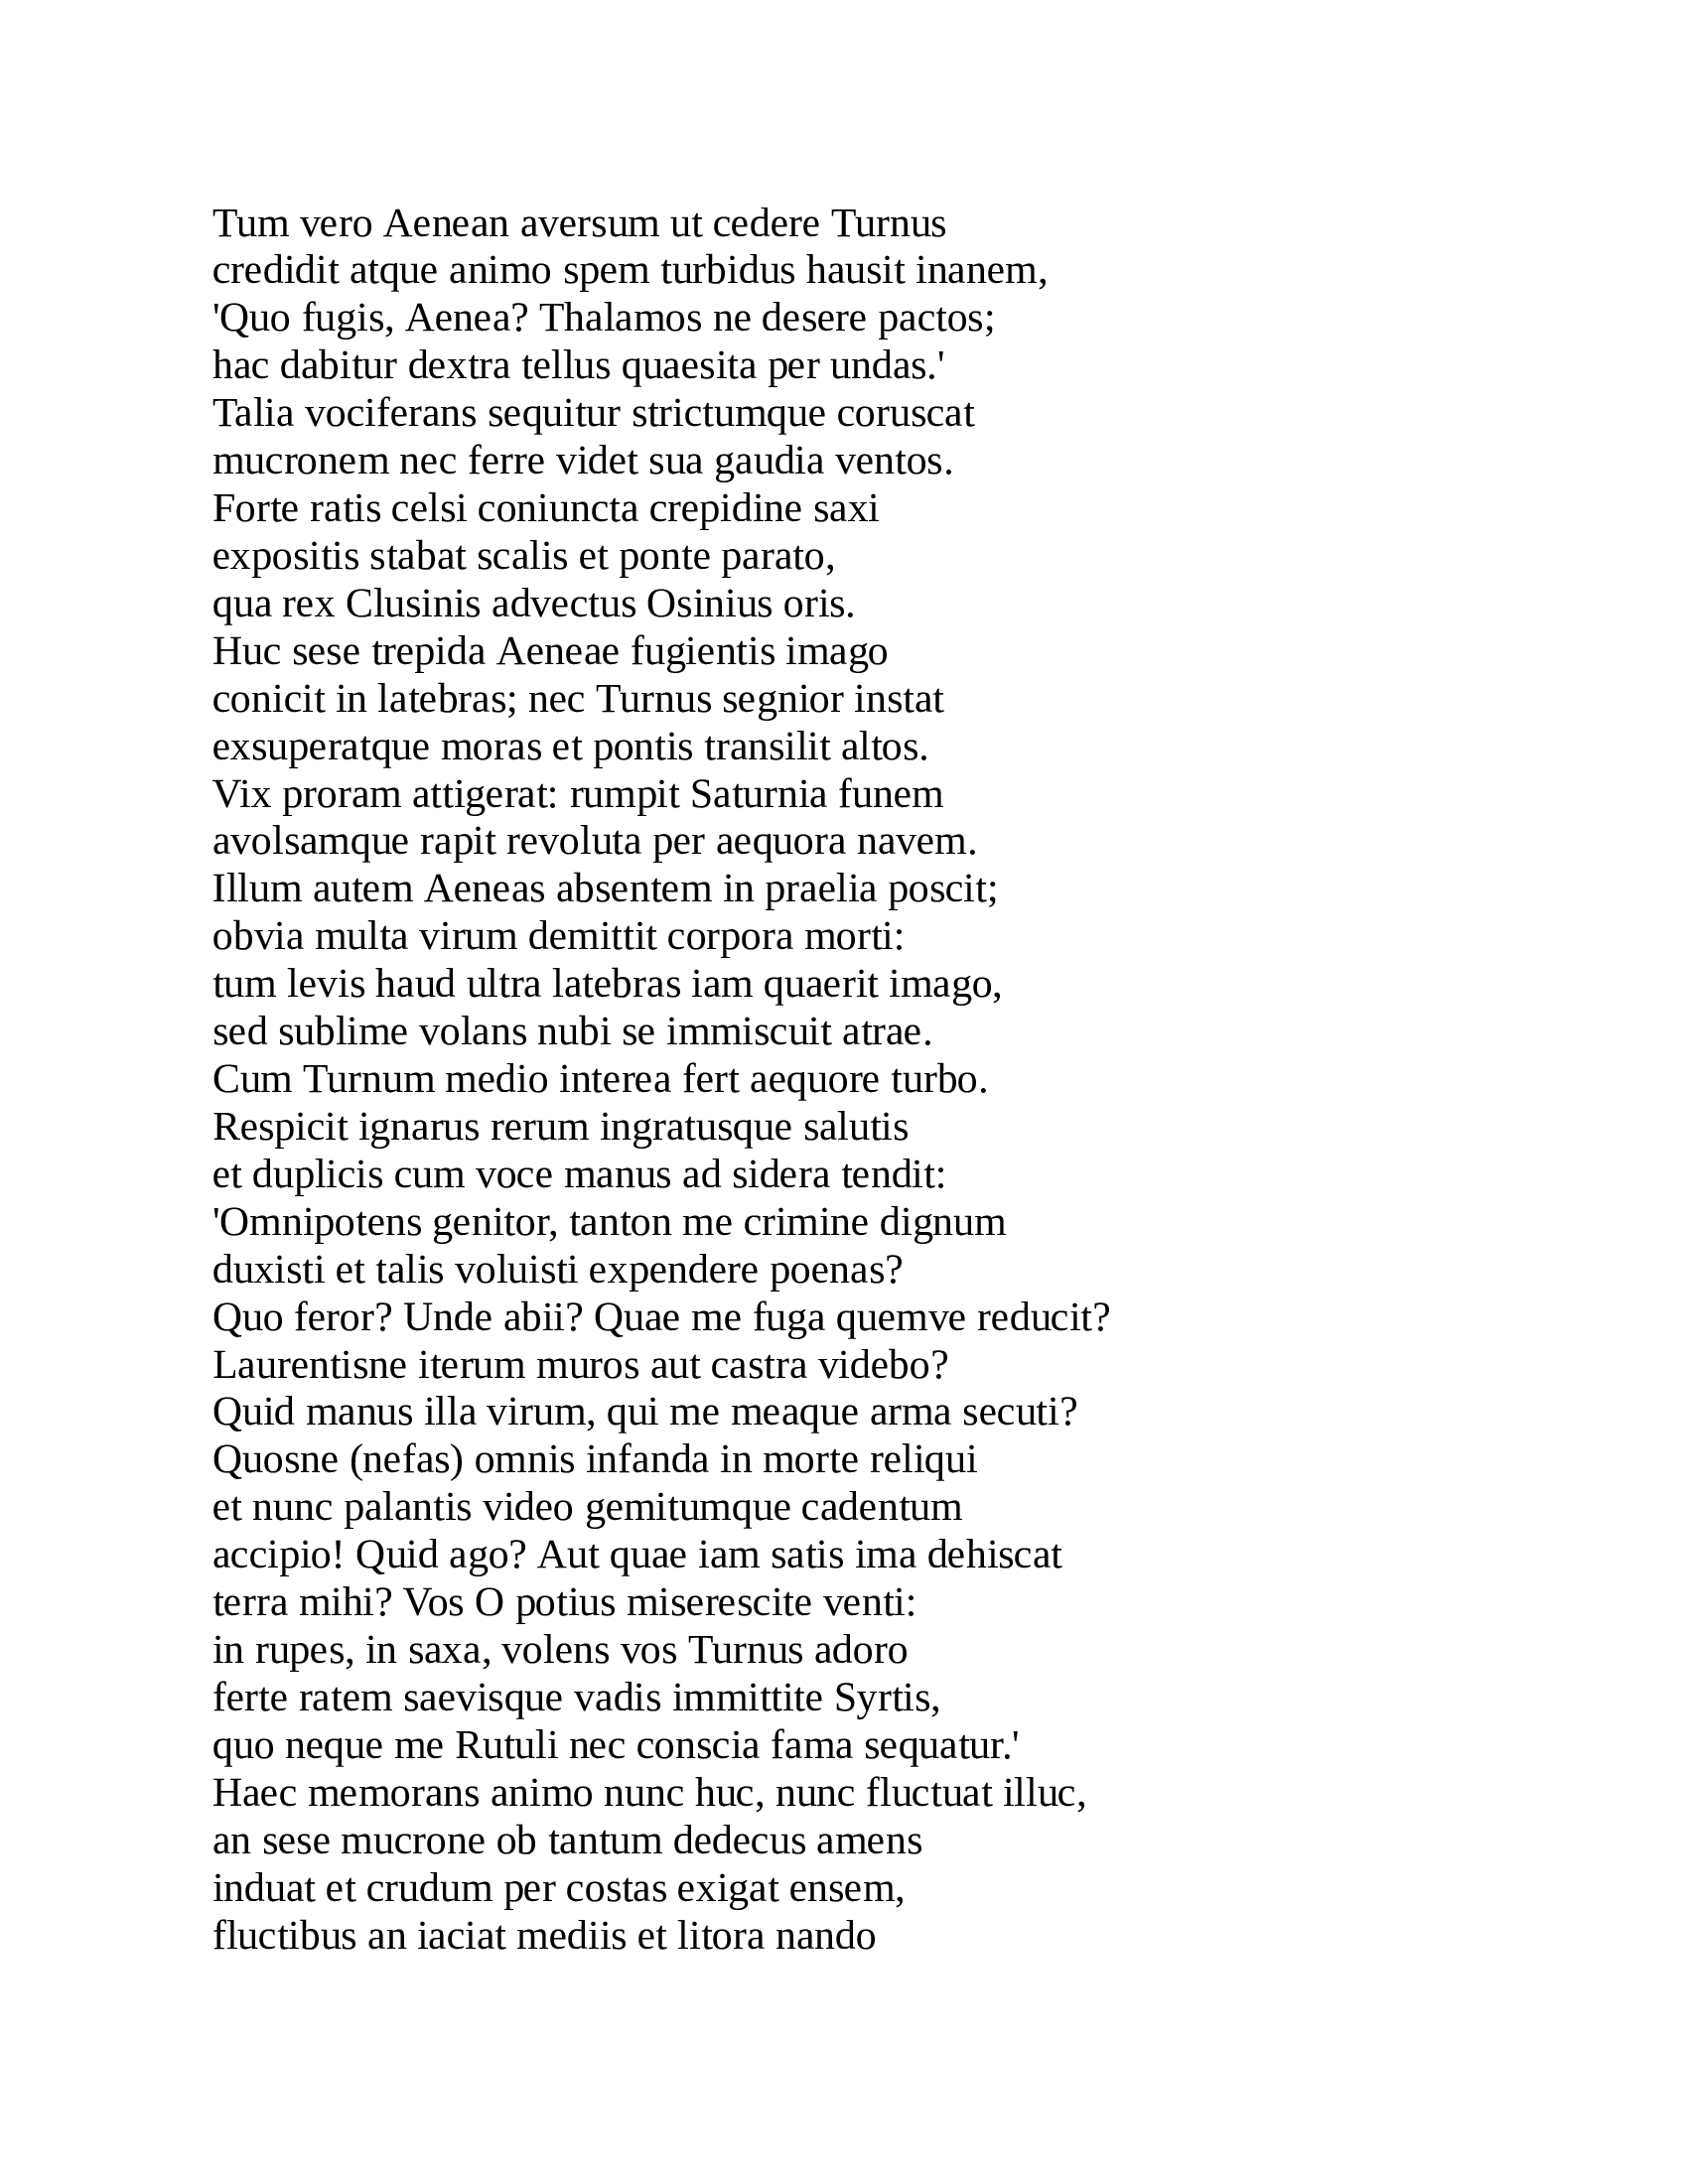 Tum vero Aenean aversum ut cedere Turnus
credidit atque animo spem turbidus hausit inanem,
'Quo fugis, Aenea? Thalamos ne desere pactos;
hac dabitur dextra tellus quaesita per undas.'
Talia vociferans sequitur strictumque coruscat
mucronem nec ferre videt sua gaudia ventos.
Forte ratis celsi coniuncta crepidine saxi
expositis stabat scalis et ponte parato,
qua rex Clusinis advectus Osinius oris.
Huc sese trepida Aeneae fugientis imago
conicit in latebras; nec Turnus segnior instat
exsuperatque moras et pontis transilit altos.
Vix proram attigerat: rumpit Saturnia funem
avolsamque rapit revoluta per aequora navem.
Illum autem Aeneas absentem in praelia poscit;
obvia multa virum demittit corpora morti:
tum levis haud ultra latebras iam quaerit imago,
sed sublime volans nubi se immiscuit atrae.
Cum Turnum medio interea fert aequore turbo.
Respicit ignarus rerum ingratusque salutis
et duplicis cum voce manus ad sidera tendit:
'Omnipotens genitor, tanton me crimine dignum
duxisti et talis voluisti expendere poenas?
Quo feror? Unde abii? Quae me fuga quemve reducit?
Laurentisne iterum muros aut castra videbo?
Quid manus illa virum, qui me meaque arma secuti?
Quosne (nefas) omnis infanda in morte reliqui
et nunc palantis video gemitumque cadentum
accipio! Quid ago? Aut quae iam satis ima dehiscat
terra mihi? Vos O potius miserescite venti:
in rupes, in saxa, volens vos Turnus adoro
ferte ratem saevisque vadis immittite Syrtis,
quo neque me Rutuli nec conscia fama sequatur.'
Haec memorans animo nunc huc, nunc fluctuat illuc,
an sese mucrone ob tantum dedecus amens
induat et crudum per costas exigat ensem,
fluctibus an iaciat mediis et litora nando